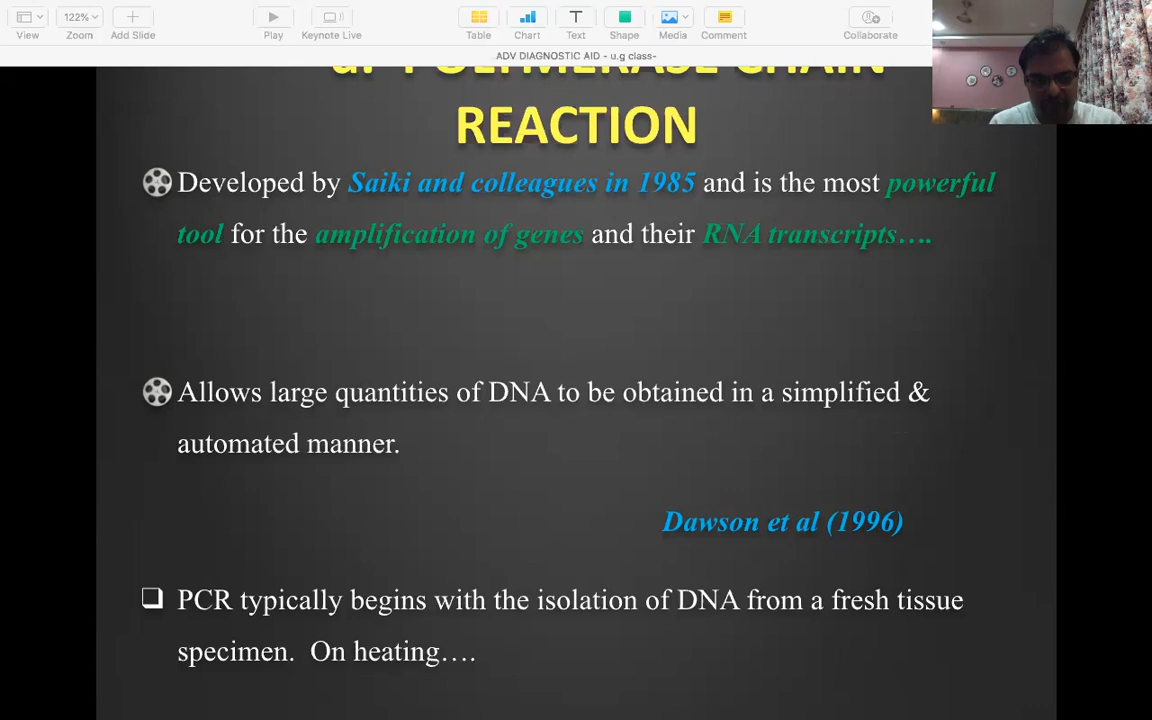 View
122%
Zoom
Add Slide
Play
Keynote Live
Table
Chart
Text
Shape
Media
Comment
Collaborate
ADV DIAGNOSTIC AID - u.g class-
POLYMERASE CHAIN
REACTION
Developed by Saiki and colleagues in 1985 and is the most powerful
tool for the amplification of genes and their RNA transcripts….
Allows large quantities of DNA to be obtained in a simplified &
automated manner.
Dawson et al (1996)
PCR typically begins with the isolation of DNA from a fresh tissue
specimen. On heating….